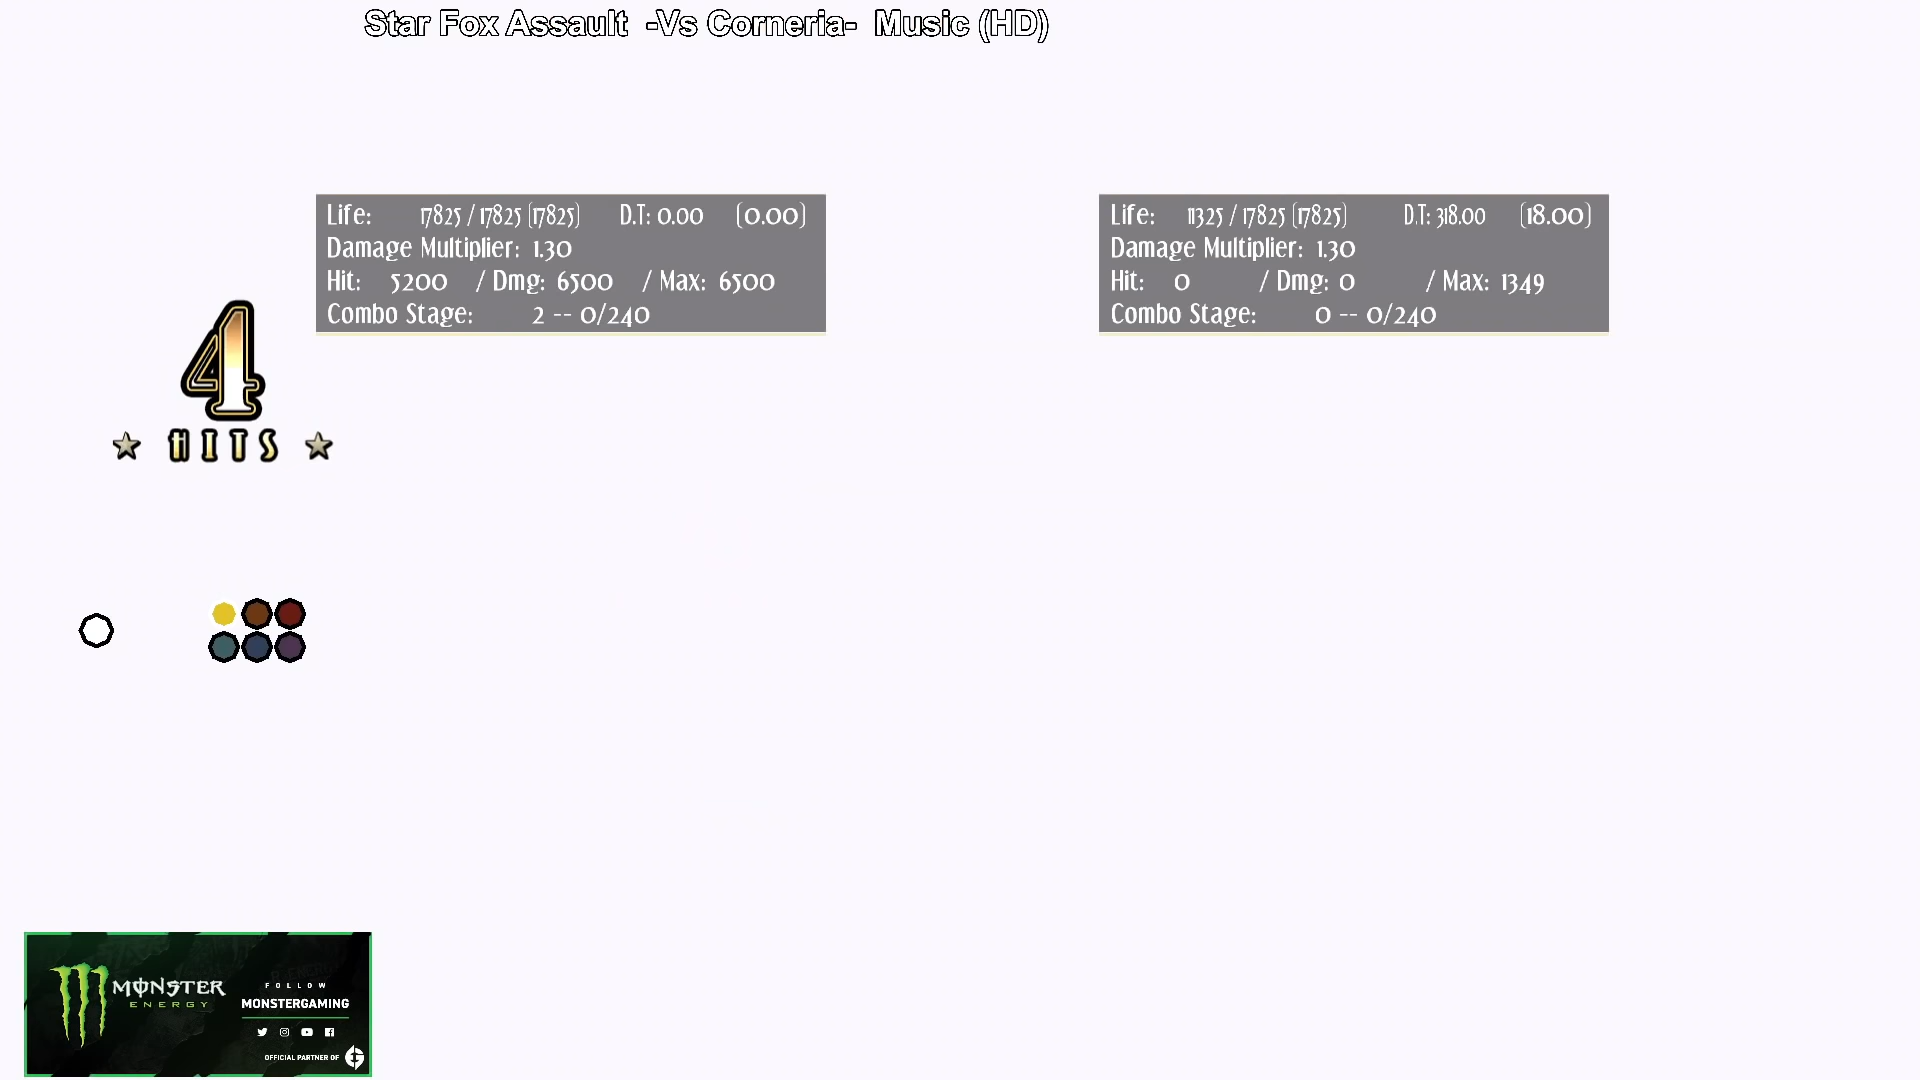 Star Fox Assault -Vs Corneria- Music (HD)
Life: 17825 / 17825 (17825) D.T: 0.00 (0.00)
Damage Multiplier: 1.30
Hit: 5200 / Dmg: 6500 / Max: 6500
Combo Stage: 2 -- 0/240
Life: 11325 / 17825 (17825) D.T: 318.00 (18.00)
Damage Multiplier: 1.30
Hit: 0 / Dmg: 0 / Max: 1349
Combo Stage: 0 -- 0/240
4
HITS
MONSTER
ENERGY
FOLLOW
MONSTERGAMING
OFFICIAL PARTNER OF